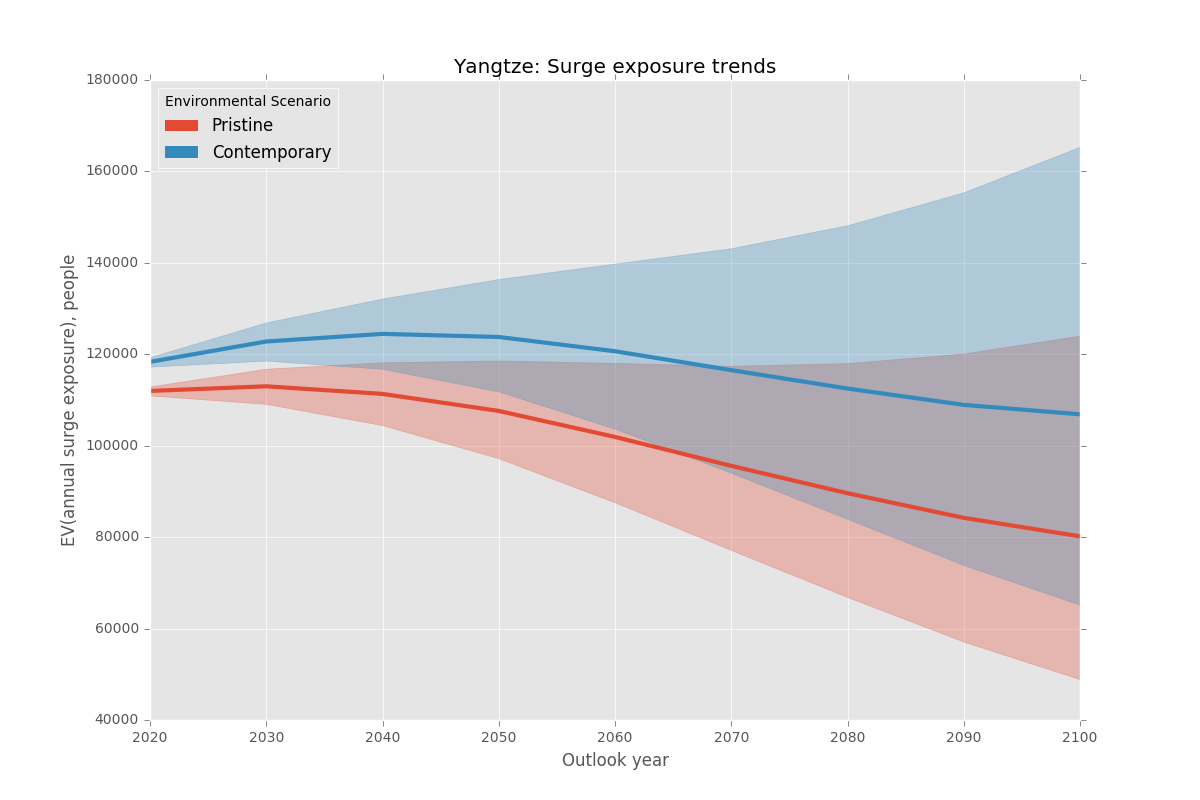 Yangtze: Surge exposure trends
180000
160000
140000
120000
100000
80000
60000
40000
EV(annual surge exposure), people
Environmental Scenario
Pristine
Contemporary
2020 2030 2040 2050 2060 2070 2080 2090 2100
Outlook year